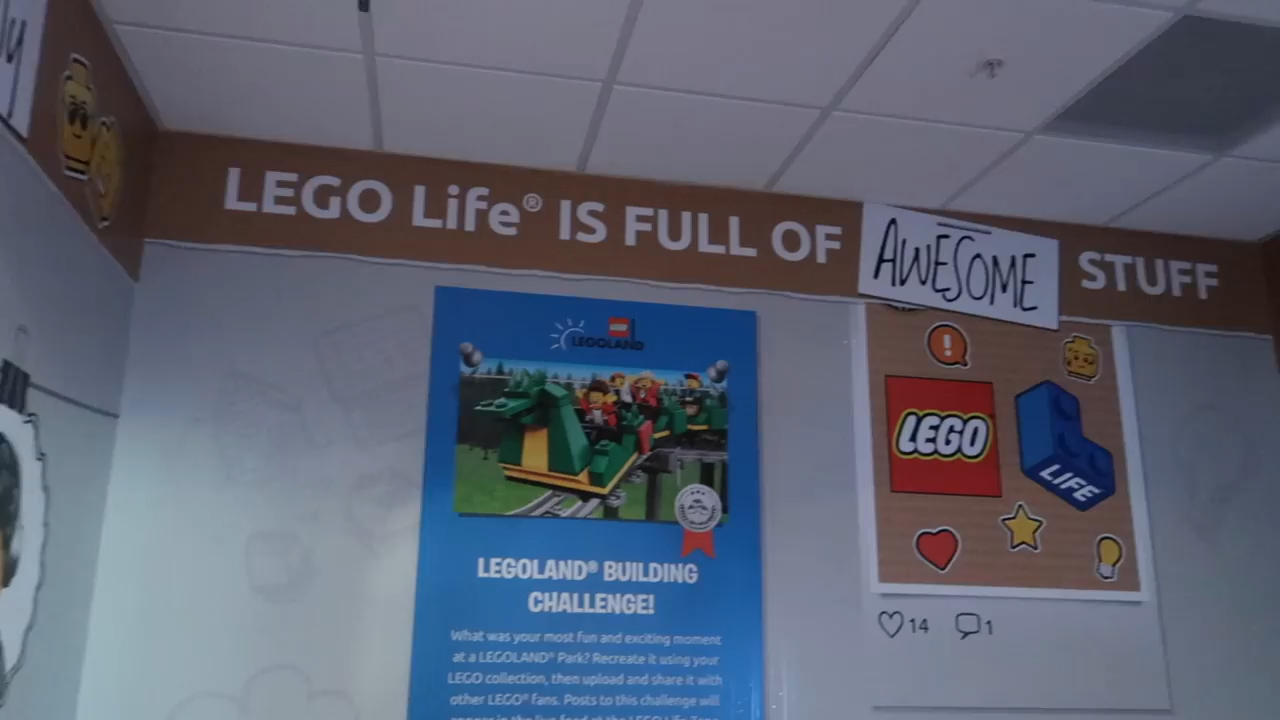 LEGO Life® IS FULL OF AWESOME STUFF
LEGOLAND
LEGOLAND® BUILDING
CHALLENGE!
What was your most fun and exciting moment
at a LEGOLAND® Park? Recreate it using your
LEGO collection, then upload and share it with
other LEGO® fans. Posts to this challenge will
LEGO
LIFE
14 1